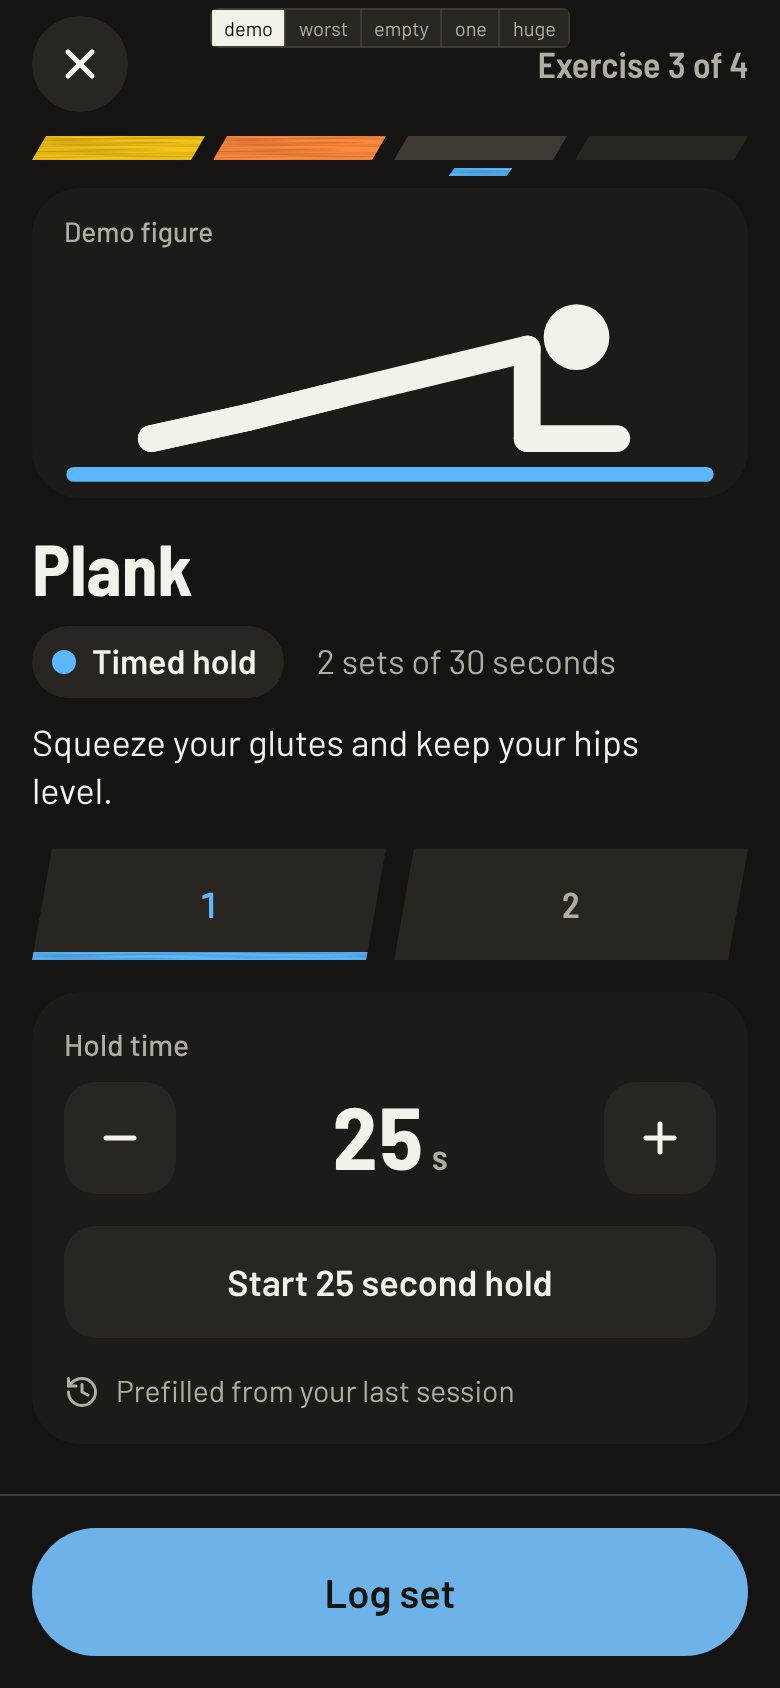 demo worst empty one huge
Exercise 3 of 4
Demo figure
Plank
Timed hold
2 sets of 30 seconds
Squeeze your glutes and keep your hips
level.
1
2
Hold time
25 s
Start 25 second hold
Prefilled from your last session
Log set